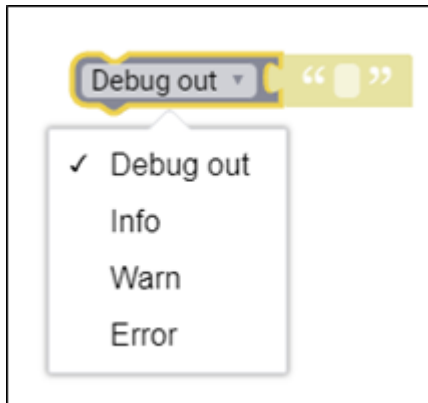 Debug out ▼ “ ”
✓ Debug out
Info
Warn
Error